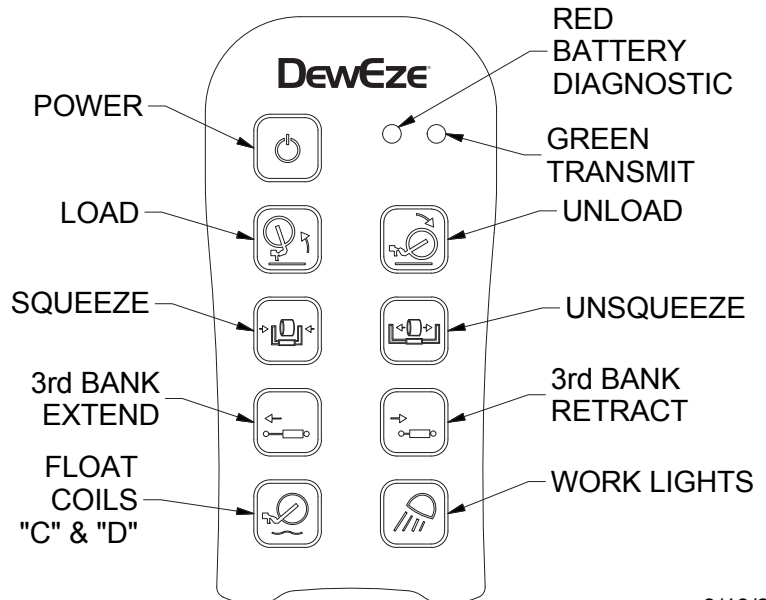 RED
BATTERY
DIAGNOSTIC
DewEze
POWER
GREEN
TRANSMIT
LOAD
UNLOAD
SQUEEZE
UNSQUEEZE
3rd BANK
EXTEND
3rd BANK
RETRACT
FLOAT
COILS
"C" & "D"
WORK LIGHTS